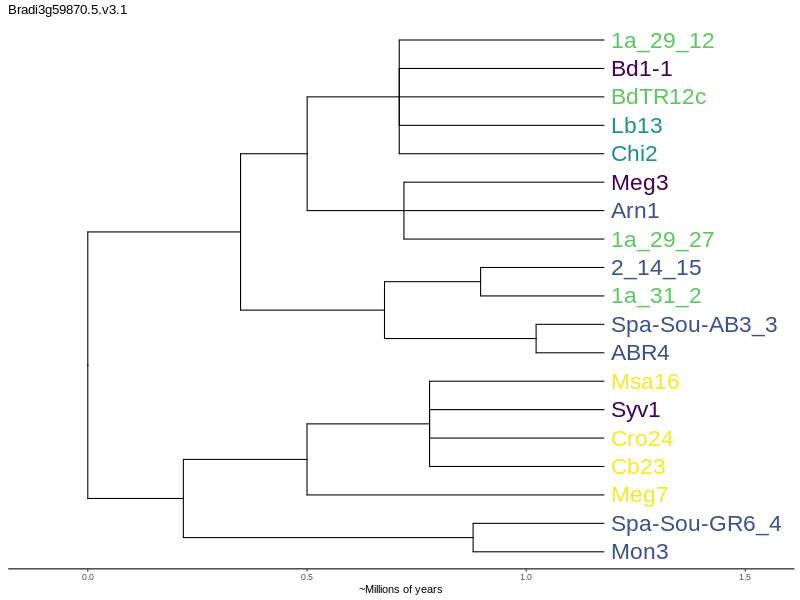 Bradi3g59870.5.v3.1
1a_29_12
Bd1-1
BdTR12c
Lb13
Chi2
Meg3
Arn1
1a_29_27
2_14_15
1a_31_2
Spa-Sou-AB3_3
ABR4
Msa16
Syv1
Cro24
Cb23
Meg7
Spa-Sou-GR6_4
Mon3
0.0 0.5 1.0 1.5
~Millions of years